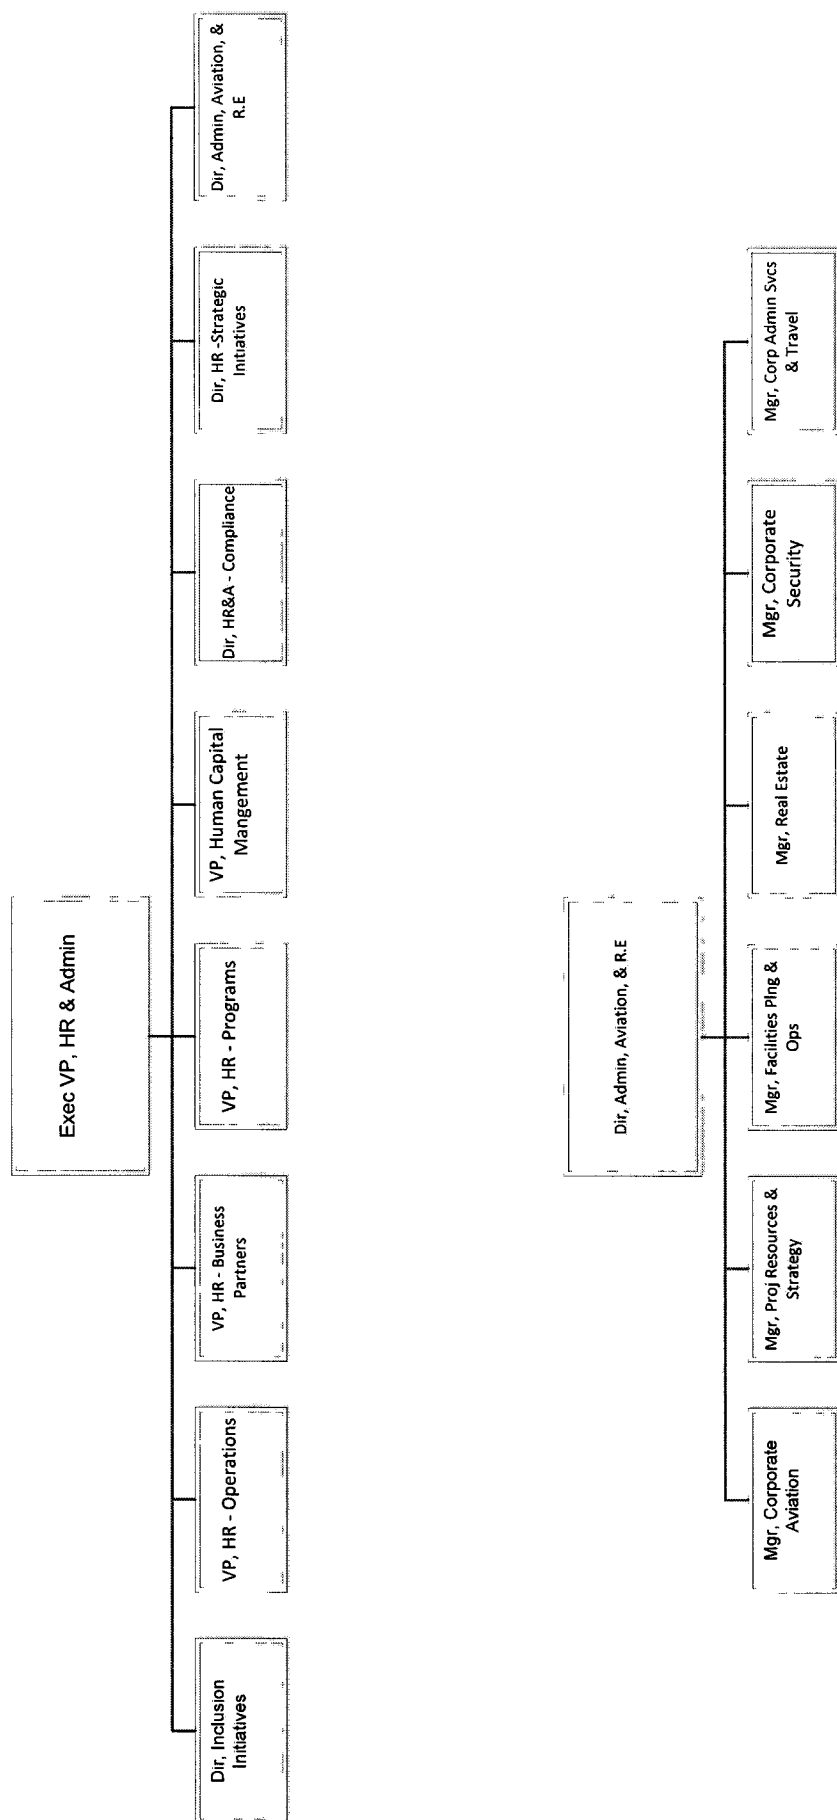 Exec VP, HR & Admin
Dir, Inclusion
Initiatives
VP, HR - Operations
VP, HR - Business
Partners
VP, HR - Programs
VP, Human Capital
Mangement
Dir, HR&A - Compliance
Dir, HR -Strategic
Initiatives
Dir, Admin, Aviation, &
R.E
Dir, Admin, Aviation, & R.E
Mgr, Corporate
Aviation
Mgr, Proj Resources &
Strategy
Mgr, Facilities Plng &
Ops
Mgr, Real Estate
Mgr, Corporate
Security
Mgr, Corp Admin Svcs
& Travel